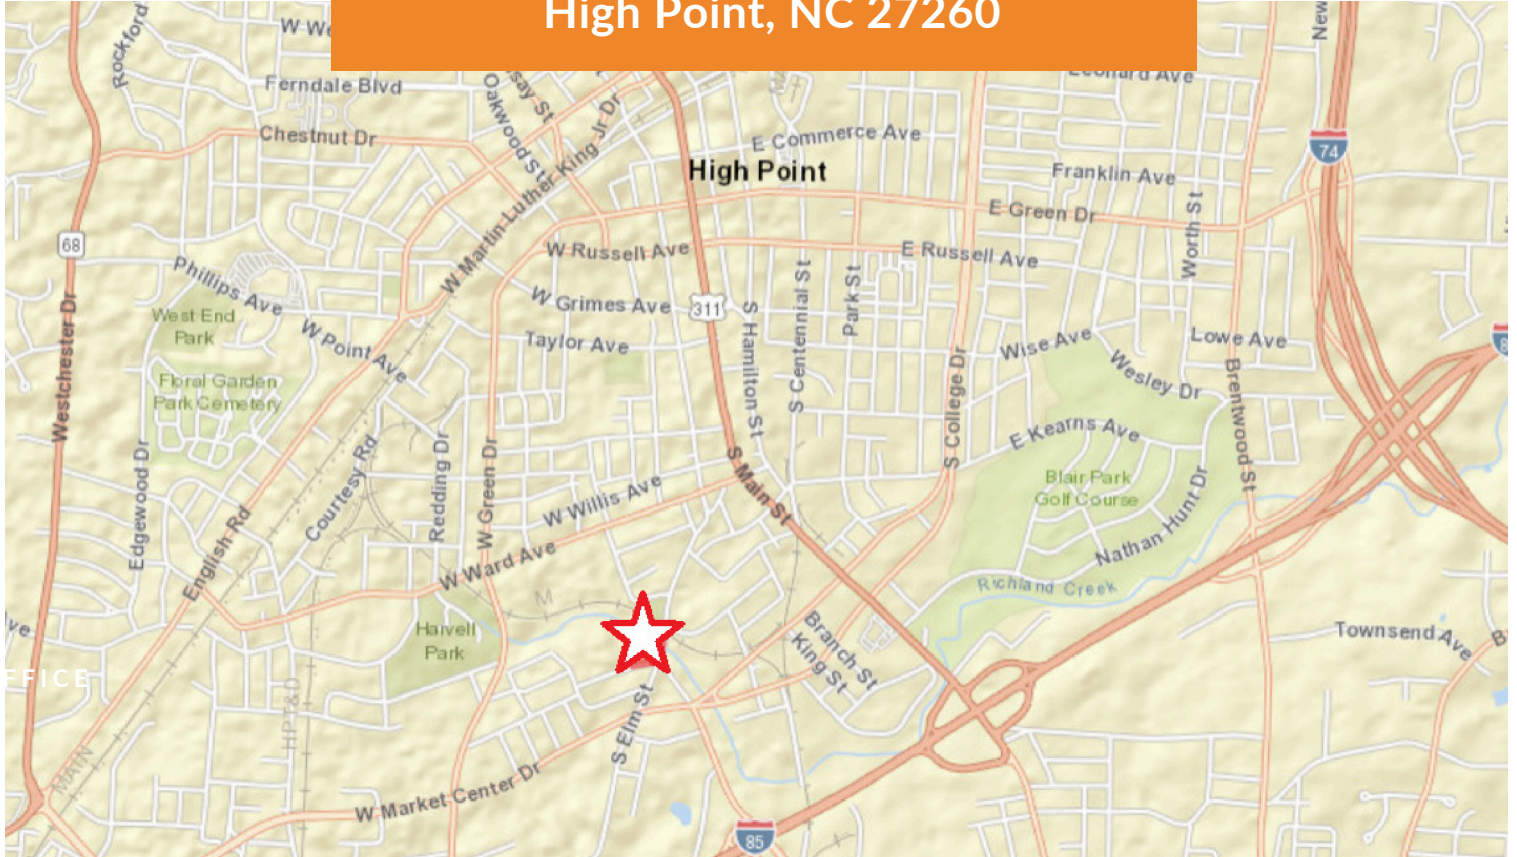 High Point, NC 27260
Rockford
Ferndale Blvd
Chestnut Dr
Oakwood St
W Martin-Luther King Jr Dr
E Commerce Ave
High Point
Franklin Ave
74
E Green Dr
Worth St
68
Phillips Ave
W Russell Ave
E Russell Ave
W Grimes Ave
311
S Hamilton St
S Centennial St
Park St
West End
Park
W Point Ave
Taylor Ave
Wise Ave
Lowe Ave
Wesley Dr
Westchester Dr
Floral Garden
Park Cemetery
S College Dr
Brentwood St
E Kearns Ave
Edgewood Dr
Courtesy Rd
Redding Dr
W Green Dr
W Willis Ave
S Main St
Blair Park
Golf Course
Nathan Hunt Dr
English Rd
W Ward Ave
Richland Creek
M
Harvell
Park
Branch St
King St
Townsend Ave
FFICE
HPT&D
S Elm St
MAIN
W Market Center Dr
85